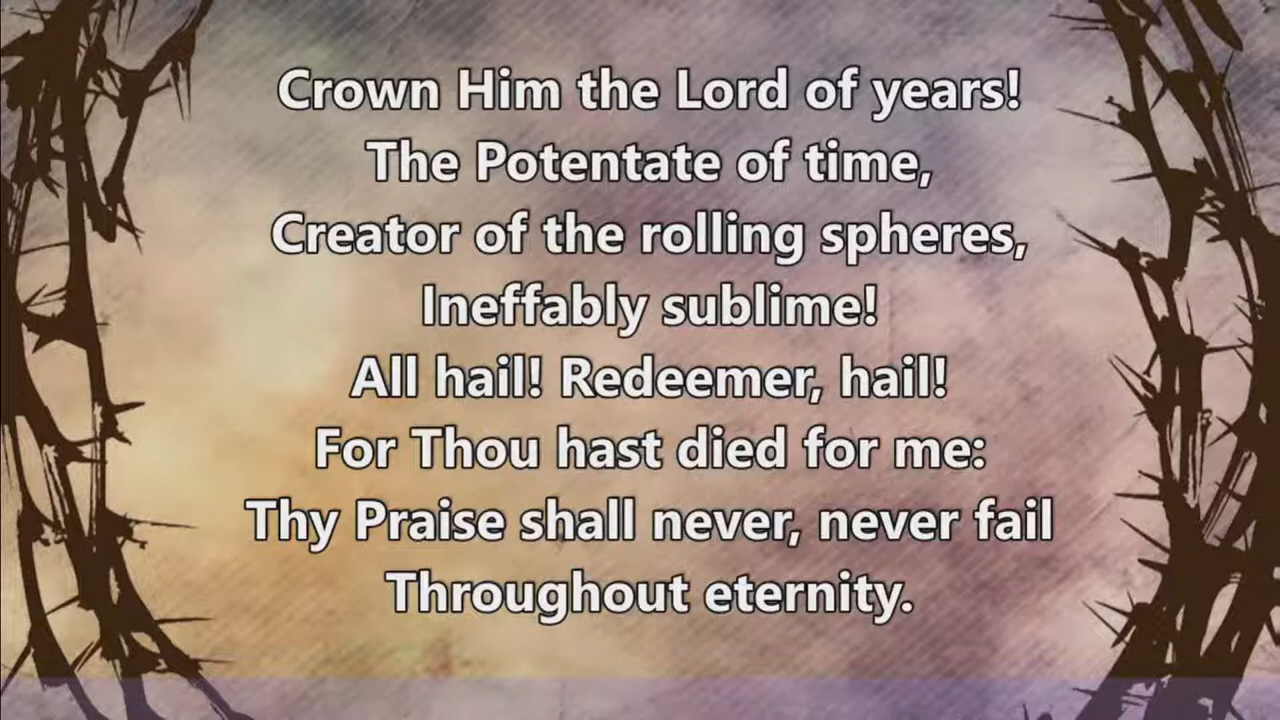 Crown Him the Lord of years!
The Potentate of time,
Creator of the rolling spheres,
Ineffably sublime!
All hail! Redeemer, hail!
For Thou hast died for me:
Thy Praise shall never, never fail
Throughout eternity.